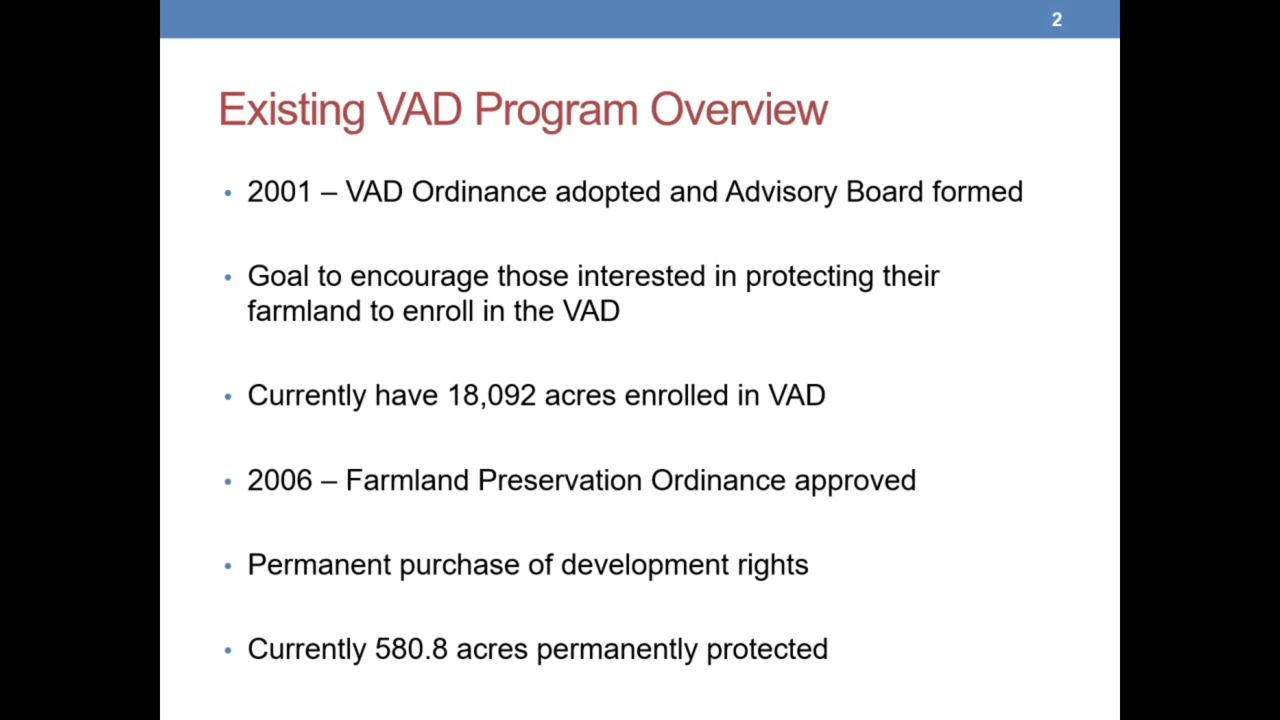 2
Existing VAD Program Overview
• 2001 – VAD Ordinance adopted and Advisory Board formed
• Goal to encourage those interested in protecting their
farmland to enroll in the VAD
• Currently have 18,092 acres enrolled in VAD
• 2006 – Farmland Preservation Ordinance approved
• Permanent purchase of development rights
• Currently 580.8 acres permanently protected